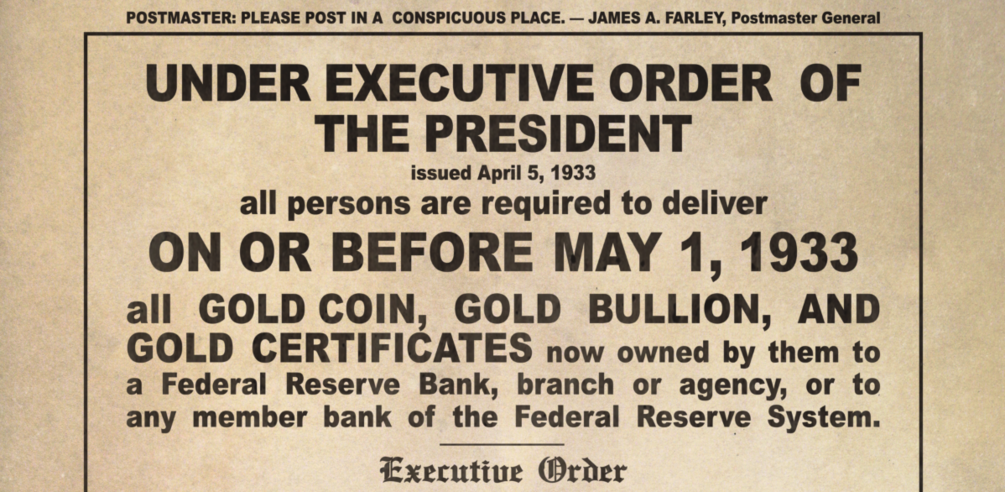 POSTMASTER: PLEASE POST IN A CONSPICUOUS PLACE. — JAMES A. FARLEY, Postmaster General
UNDER EXECUTIVE ORDER OF
THE PRESIDENT
issued April 5, 1933
all persons are required to deliver
ON OR BEFORE MAY 1, 1933
all GOLD COIN, GOLD BULLION, AND
GOLD CERTIFICATES now owned by them to
a Federal Reserve Bank, branch or agency, or to
any member bank of the Federal Reserve System.
Executive Order